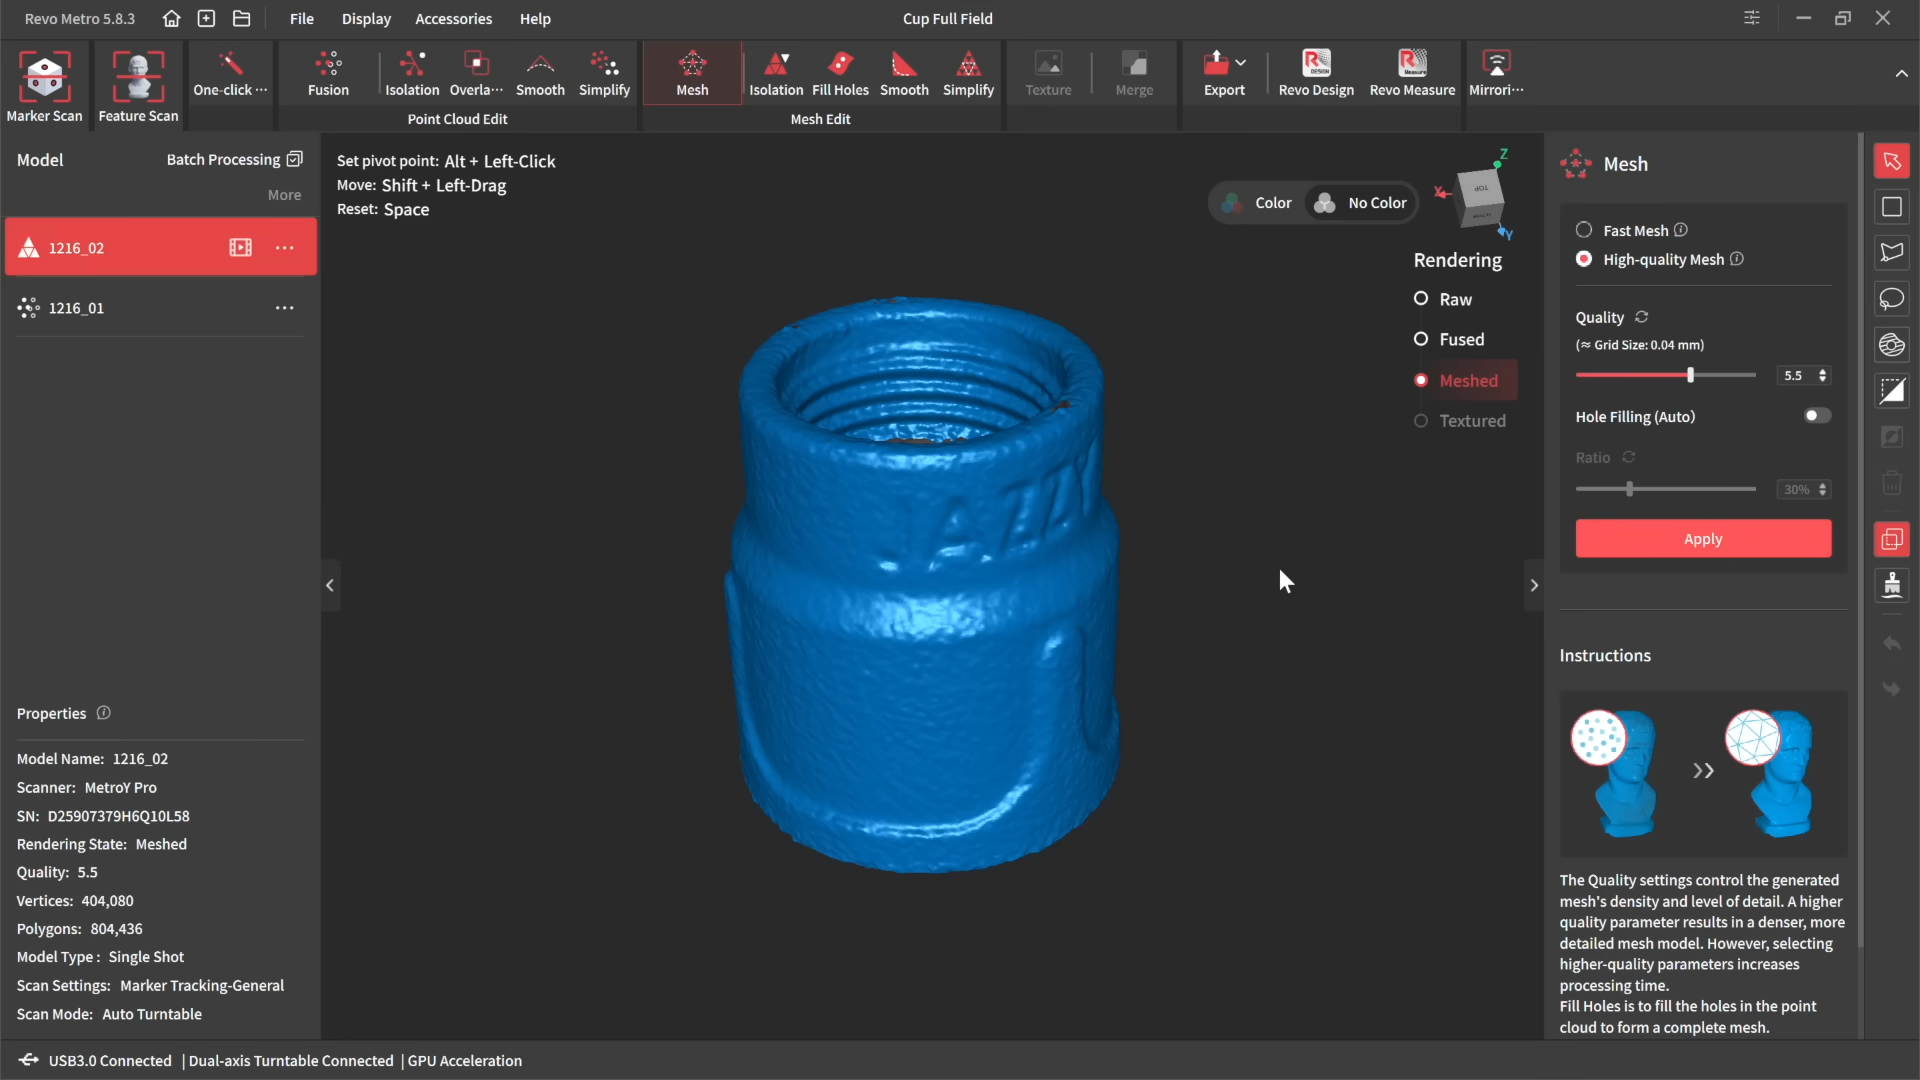 Revo Metro 5.8.3
File
Display
Accessories
Help
Cup Full Field
Marker Scan
Feature Scan
One-click ···
Fusion
Isolation
Overla···
Smooth
Simplify
Point Cloud Edit
Mesh
Isolation
Fill Holes
Smooth
Simplify
Mesh Edit
Texture
Merge
Export
Revo Design
Revo Measure
Mirrori···
Model
Batch Processing
More
1216_02
1216_01
Set pivot point: Alt + Left-Click
Move: Shift + Left-Drag
Reset: Space
Color
No Color
Z
X
Y
TOP
Rendering
Raw
Fused
Meshed
Textured
Mesh
Fast Mesh
High-quality Mesh
Quality
(≈ Grid Size: 0.04 mm)
5.5
Hole Filling (Auto)
Ratio
30%
Apply
Instructions
The Quality settings control the generated
mesh's density and level of detail. A higher
quality parameter results in a denser, more
detailed mesh model. However, selecting
higher-quality parameters increases
processing time.
Fill Holes is to fill the holes in the point
cloud to form a complete mesh.
Properties
Model Name: 1216_02
Scanner: MetroY Pro
SN: D25907379H6Q10L58
Rendering State: Meshed
Quality: 5.5
Vertices: 404,080
Polygons: 804,436
Model Type : Single Shot
Scan Settings: Marker Tracking-General
Scan Mode: Auto Turntable
USB3.0 Connected | Dual-axis Turntable Connected | GPU Acceleration